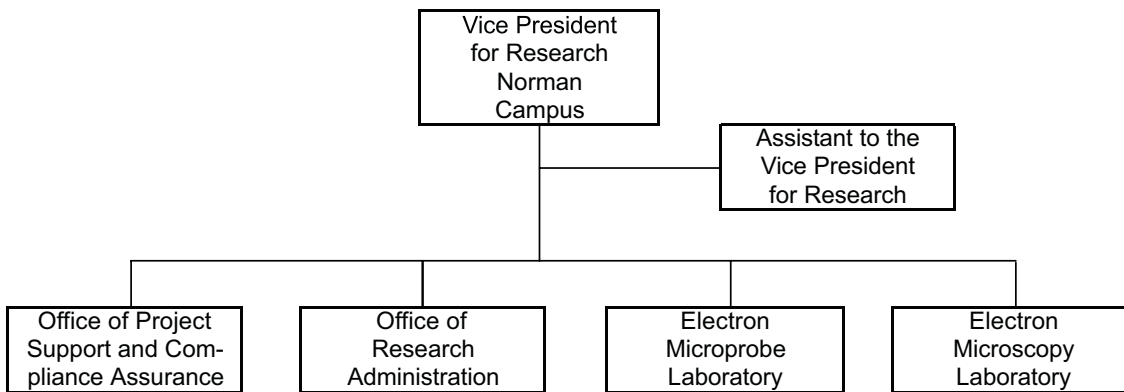 Vice President
for Research
Norman
Campus
Assistant to the
Vice President
for Research
Office of Project
Support and Com-
pliance Assurance
Office of
Research
Administration
Electron
Microprobe
Laboratory
Electron
Microscopy
Laboratory